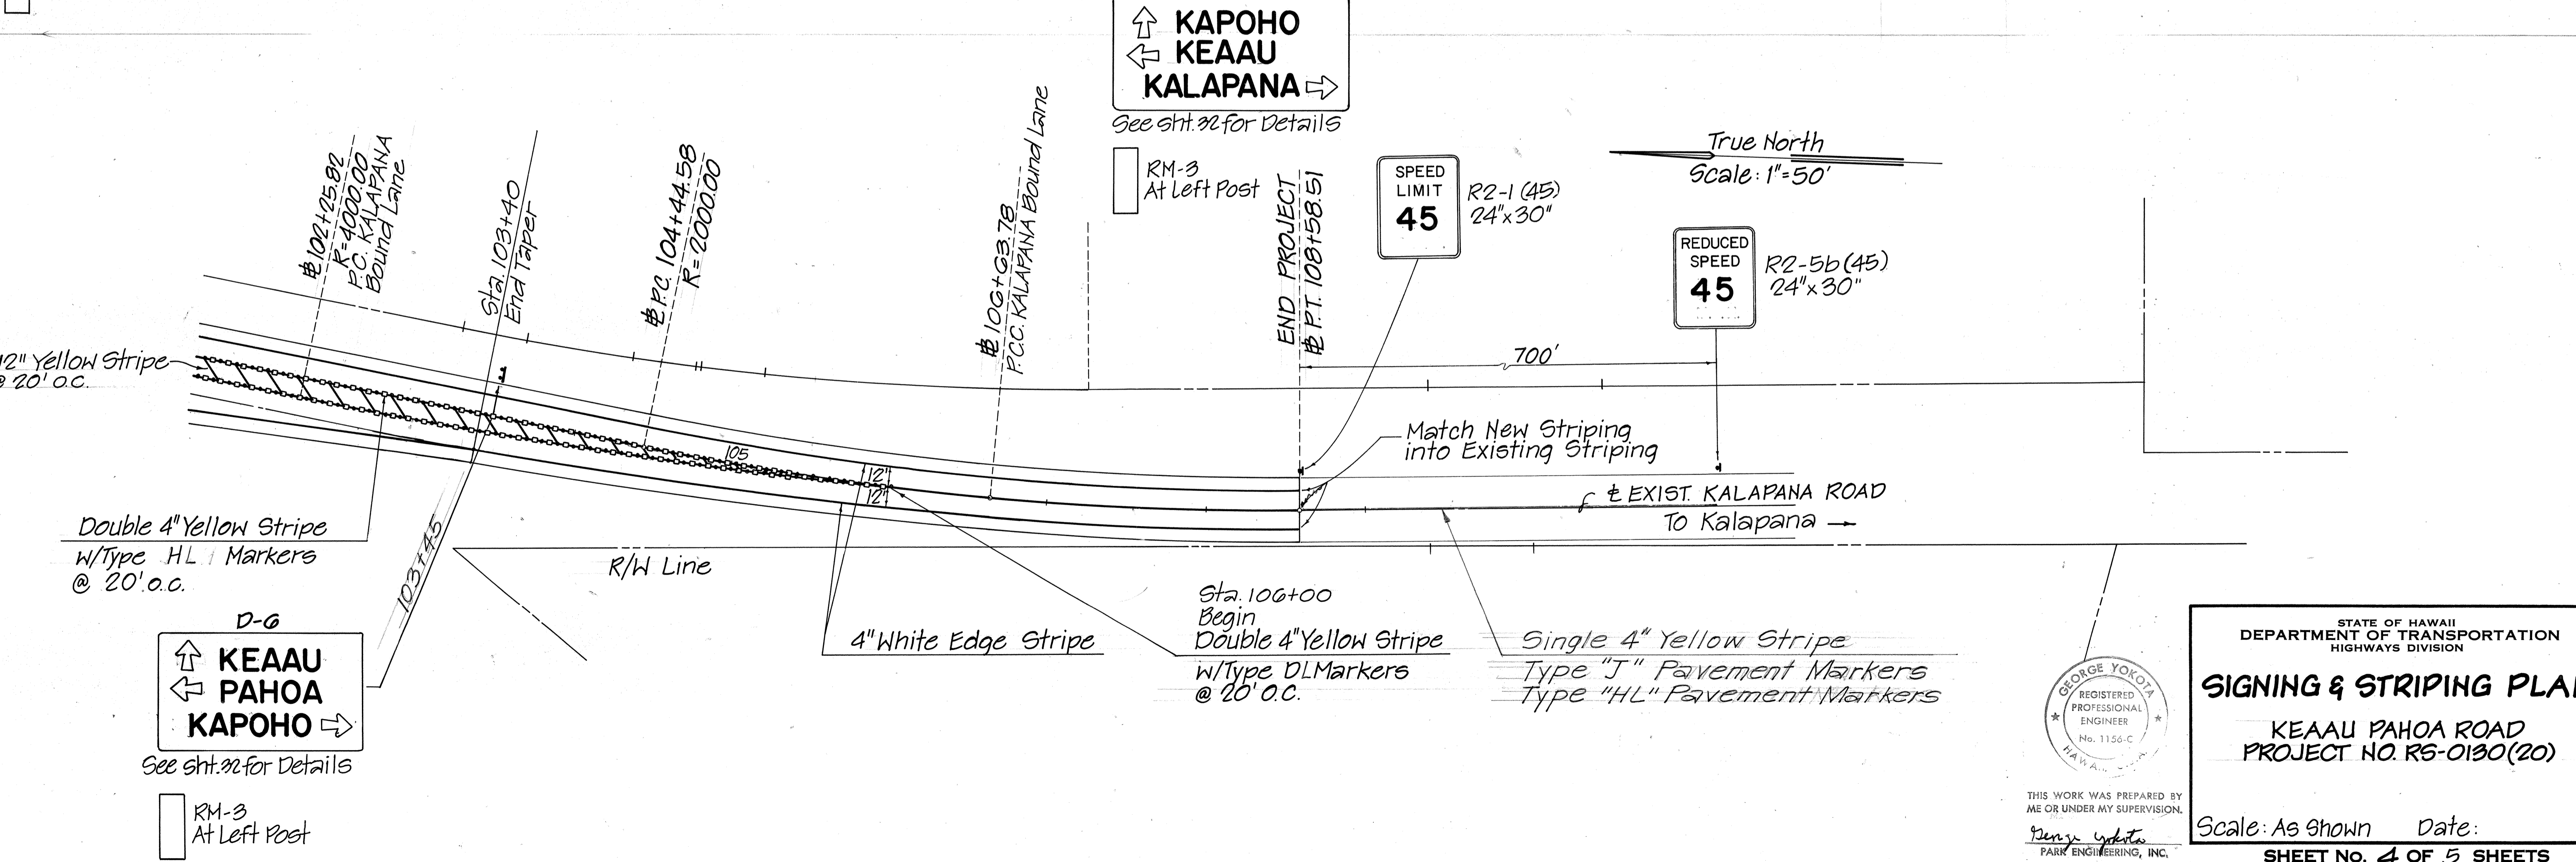 KAPOHO
KEAAU
KALAPANA
See sht. 32 for Details
RM-3
At Left Post
℄ 102+25.82
R=4000.00
P.C. KALAPANA
Bound Lane
Sta. 103+40
End Taper
℄ P.C. 104+44.58
R=2000.00
℄ 106+63.78
P.C.C. KALAPANA Bound Lane
END PROJECT
℄ P.T. 108+58.51
SPEED
LIMIT
45
R2-1 (45)
24"x30"
True North
Scale: 1"=50'
REDUCED
SPEED
45
R2-5b (45)
24"x30"
700'
12" Yellow Stripe
@ 20' O.C.
105
12'
12'
Match New Striping
into Existing Striping
℄ EXIST. KALAPANA ROAD
To Kalapana
Double 4" Yellow Stripe
W/Type HL Markers
@ 20' o.c.
103+45
R/W Line
4" White Edge Stripe
Sta. 106+00
Begin
Double 4" Yellow Stripe
W/Type DL Markers
@ 20' O.C.
Single 4" Yellow Stripe
Type "J" Pavement Markers
Type "HL" Pavement Markers
D-6
KEAAU
PAHOA
KAPOHO
See sht. 32 for Details
RM-3
At Left Post
GEORGE YOKOTA
REGISTERED
PROFESSIONAL
ENGINEER
No. 1156-C
THIS WORK WAS PREPARED BY
ME OR UNDER MY SUPERVISION.
George Yokota
PARK ENGINEERING, INC.
STATE OF HAWAII
DEPARTMENT OF TRANSPORTATION
HIGHWAYS DIVISION
SIGNING & STRIPING PLA
KEAAU PAHOA ROAD
PROJECT NO. RS-0130(20)
Scale: As Shown Date:
SHEET No. 4 OF 5 SHEETS